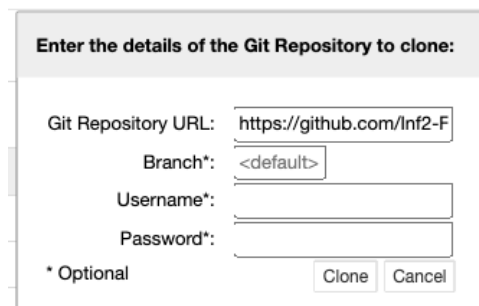 Enter the details of the Git Repository to clone:
Git Repository URL: https://github.com/Inf2-F
Branch*: <default>
Username*:
Password*:
* Optional Clone Cancel